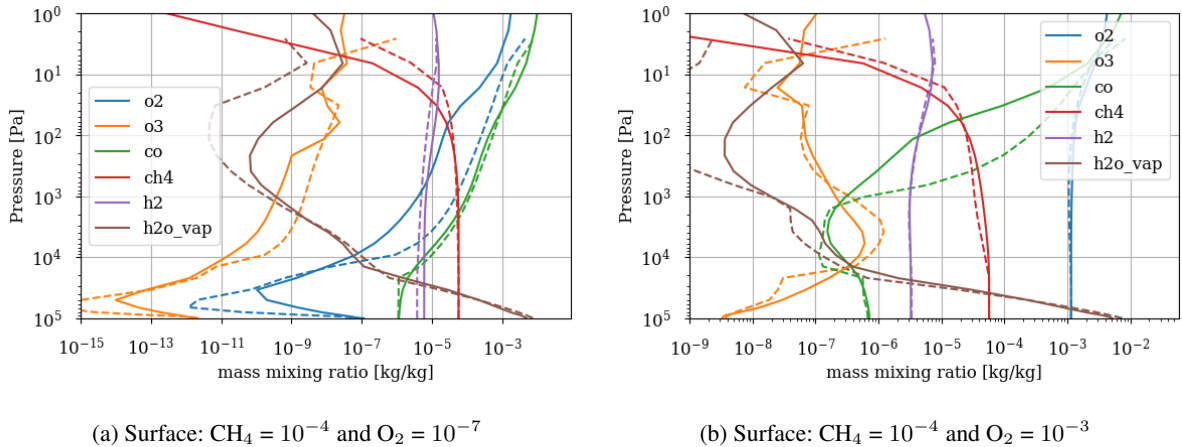 10^0
10^1
10^2
10^3
10^4
10^5
Pressure [Pa]
o2
o3
co
ch4
h2
h2o_vap
10^-15
10^-13
10^-11
10^-9
10^-7
10^-5
10^-3
mass mixing ratio [kg/kg]
(a) Surface: CH₄ = 10^-4 and O₂ = 10^-7
10^0
10^1
10^2
10^3
10^4
10^5
Pressure [Pa]
o2
o3
co
ch4
h2
h2o_vap
10^-9
10^-8
10^-7
10^-6
10^-5
10^-4
10^-3
10^-2
mass mixing ratio [kg/kg]
(b) Surface: CH₄ = 10^-4 and O₂ = 10^-3